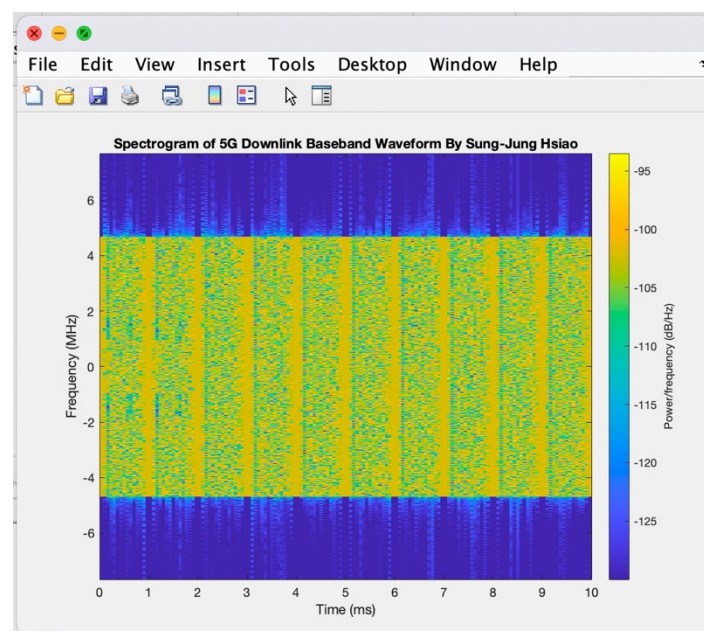 File Edit View Insert Tools Desktop Window Help
Spectrogram of 5G Downlink Baseband Waveform By Sung-Jung Hsiao
6
4
2
0
-2
-4
-6
Frequency (MHz)
0 1 2 3 4 5 6 7 8 9 10
Time (ms)
-95
-100
-105
-110
-115
-120
-125
Power/frequency (dB/Hz)